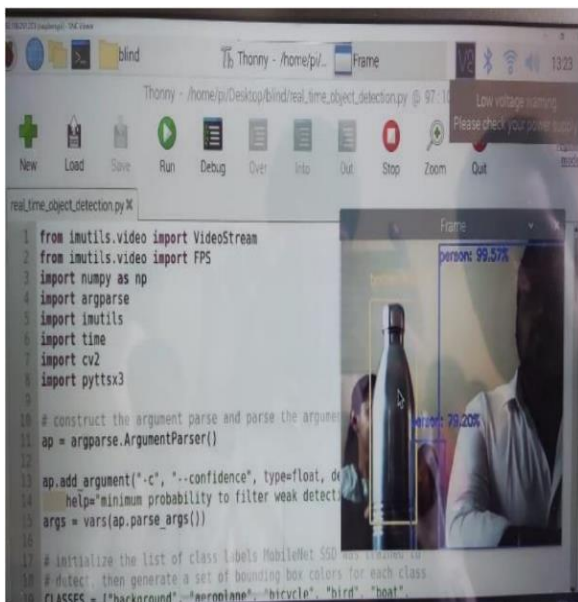 blind
Thonny - /home/pi/...
Frame
13:23
Thonny - /home/pi/Desktop/blind/real_time_object_detection.py @ 97:10
Low voltage warning
Please check your power supply
New
Load
Save
Run
Debug
Over
Into
Out
Stop
Zoom
Quit
real_time_object_detection.py
Frame
1 from imutils.video import VideoStream
2 from imutils.video import FPS
3 import numpy as np
4 import argparse
5 import imutils
6 import time
7 import cv2
8 import pyttsx3
9
10 # construct the argument parse and parse the argume
11 ap = argparse.ArgumentParser()
12
13 ap.add_argument("-c", "--confidence", type=float, de
14 help="minimum probability to filter weak detecti
15 args = vars(ap.parse_args())
16
17 # initialize the list of class labels MobileNet SSD was trained to
18 # detect, then generate a set of bounding box colors for each class
19 CLASSES = ["background", "aeroplane", "bicycle", "bird", "boat",
person: 99.57%
person: 79.20%